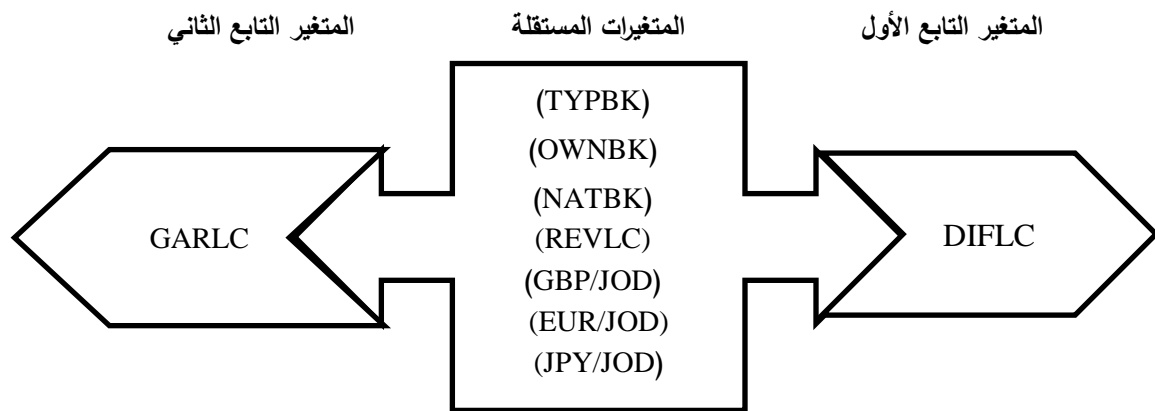 المتغير التابع الأول
المتغيرات المستقلة
المتغير التابع الثاني
(TYPBK)
(OWNBK)
(NATBK)
(REVLC)
(GBP/JOD)
(EUR/JOD)
(JPY/JOD)
DIFLC
GARLC